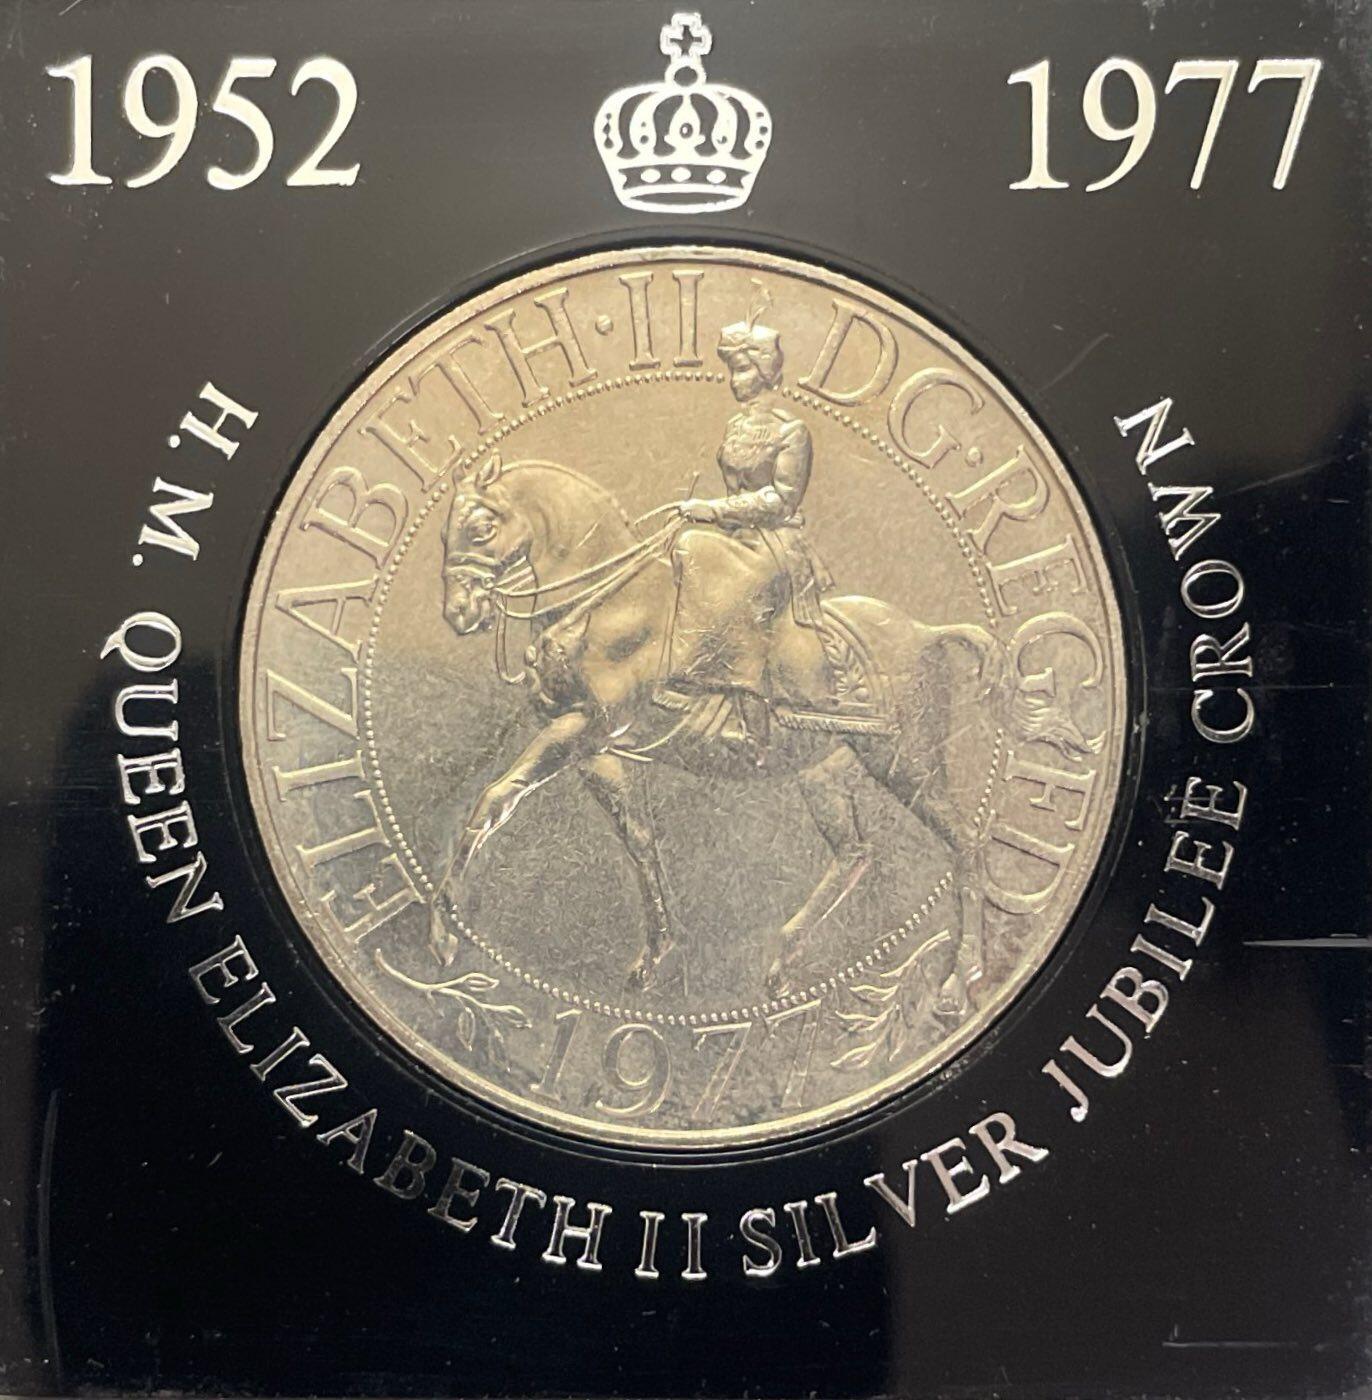 1952
1977
ELIZABETH·II DG·REG FD
1977
H.M. QUEEN ELIZABETH II SILVER JUBILEE CROWN